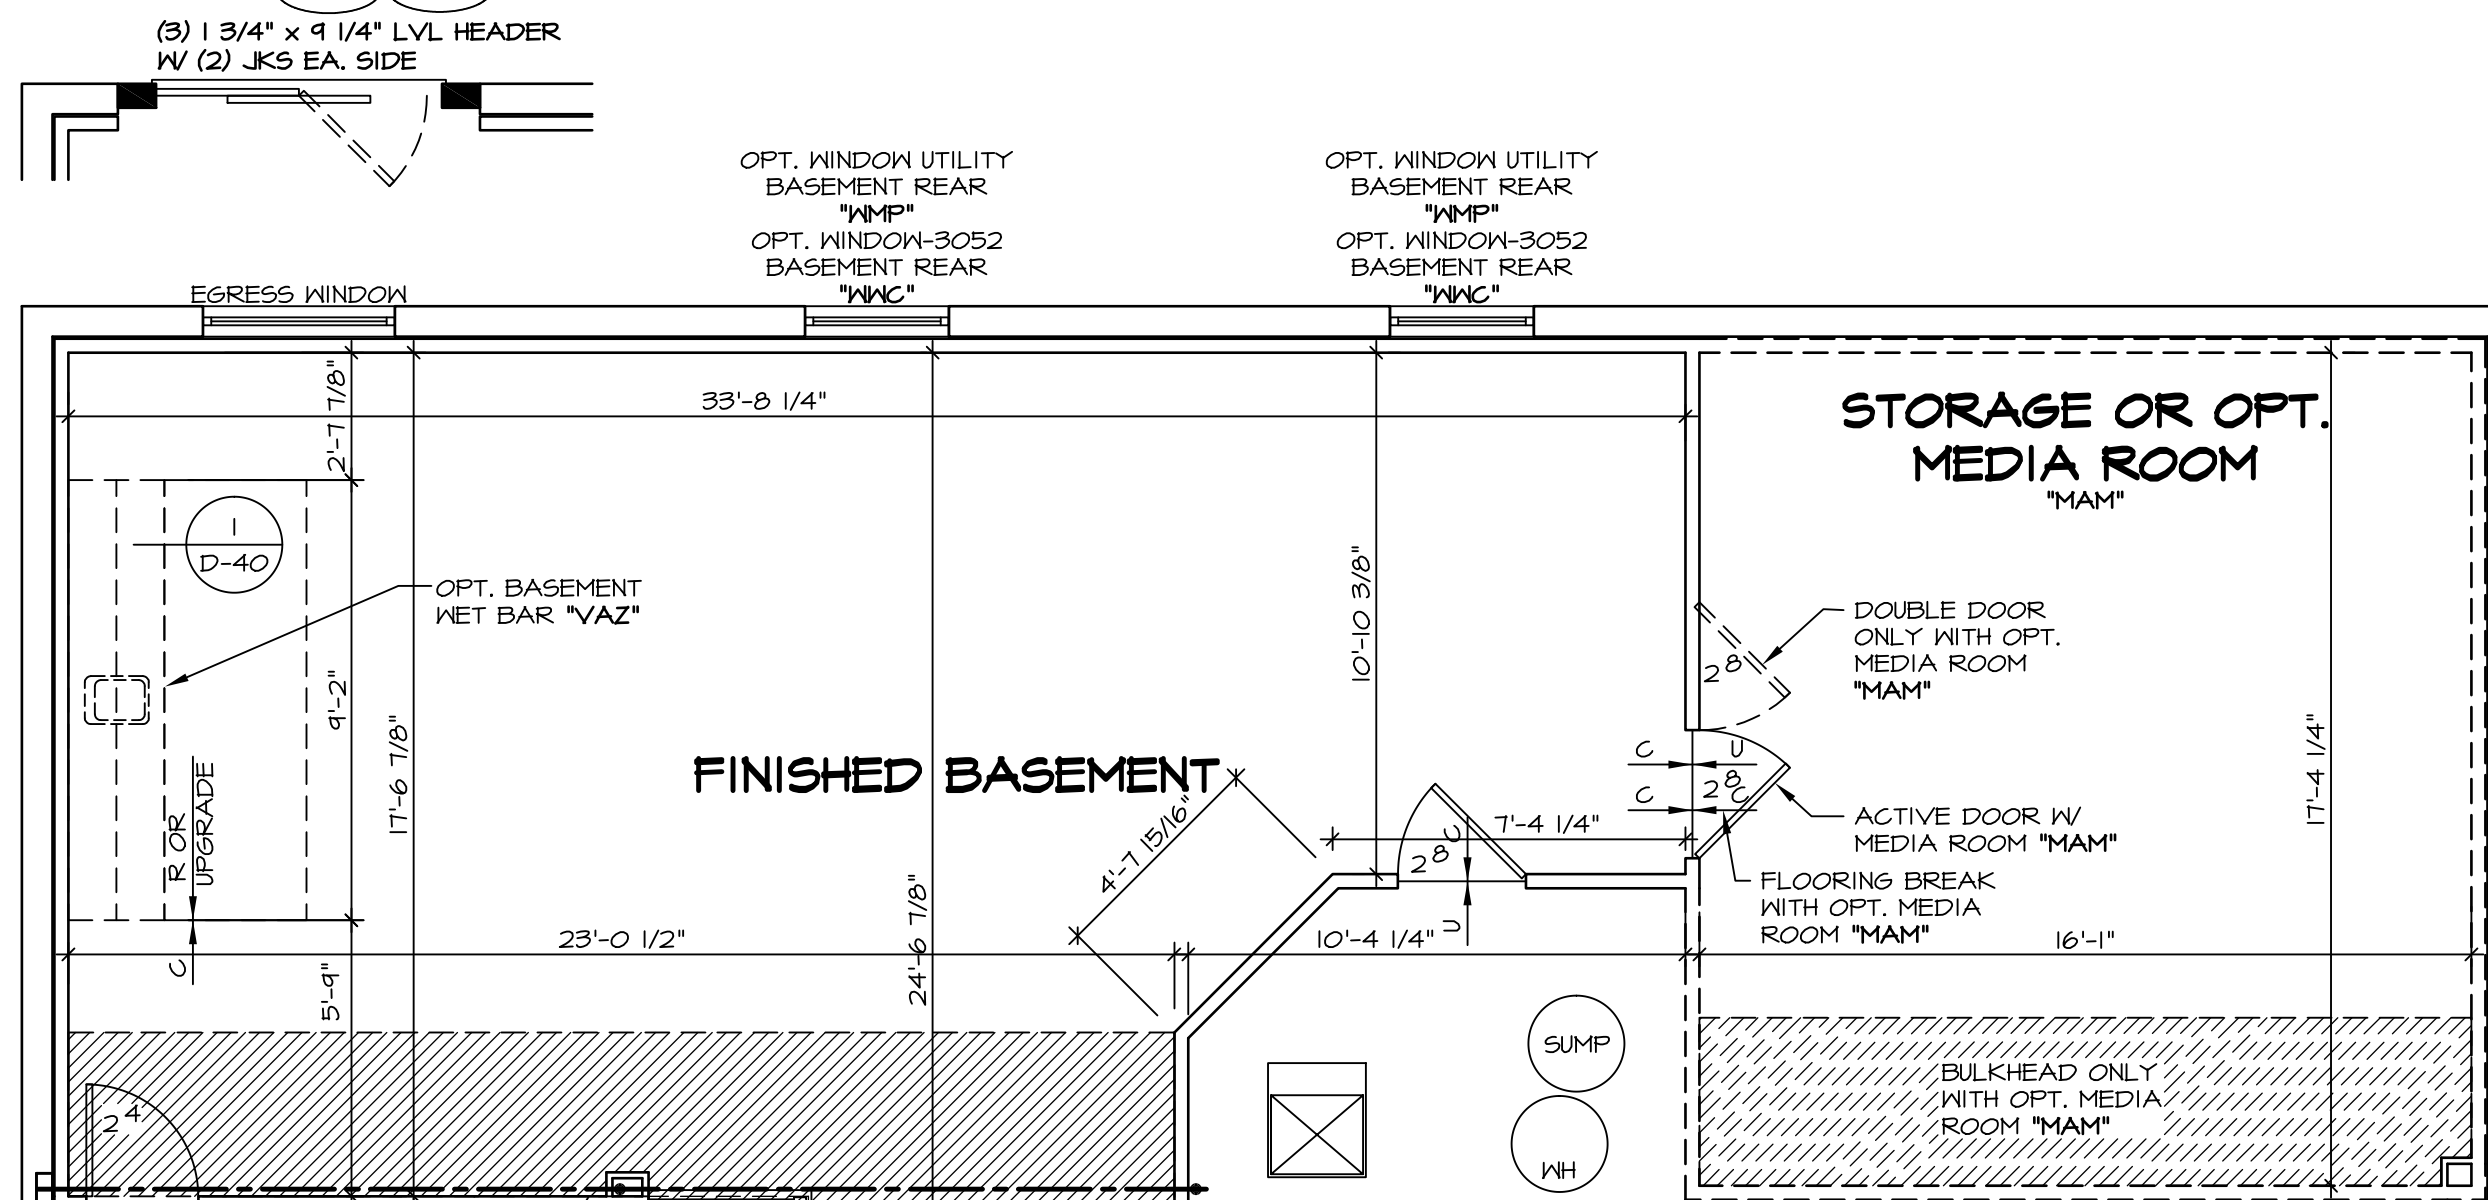 (3) 1 3/4" x 9 1/4" LVL HEADER
W/ (2) JKS EA. SIDE
OPT. WINDOW UTILITY
BASEMENT REAR
"WMP"
OPT. WINDOW-3052
BASEMENT REAR
"WWC"
OPT. WINDOW UTILITY
BASEMENT REAR
"WMP"
OPT. WINDOW-3052
BASEMENT REAR
"WWC"
EGRESS WINDOW
2'-7 7/8"
33'-8 1/4"
STORAGE OR OPT.
MEDIA ROOM
"MAM"
1
D-40
OPT. BASEMENT
WET BAR "VAZ"
10'-10 3/8"
DOUBLE DOOR
ONLY WITH OPT.
MEDIA ROOM
"MAM"
2 8
9'-2"
17'-6 7/8"
FINISHED BASEMENT
17'-4 1/4"
C U
2 8
C C
R OR
UPGRADE
4'-7 15/16"
7'-4 1/4"
2 8
C
ACTIVE DOOR W/
MEDIA ROOM "MAM"
FLOORING BREAK
WITH OPT. MEDIA
ROOM "MAM"
C
5'-9"
23'-0 1/2"
24'-6 7/8"
10'-4 1/4"
U
16'-1"
SUMP
WH
BULKHEAD ONLY
WITH OPT. MEDIA
ROOM "MAM"
2 4